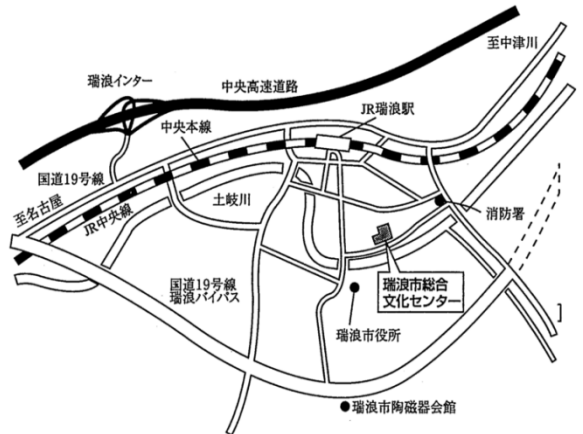 至中津川
瑞浪インター
中央高速道路
JR瑞浪駅
中央本線
国道19号線
至名古屋
JR中央線
土岐川
消防署
国道19号線
瑞浪バイパス
瑞浪市総合
文化センター
瑞浪市役所
瑞浪市陶磁器会館